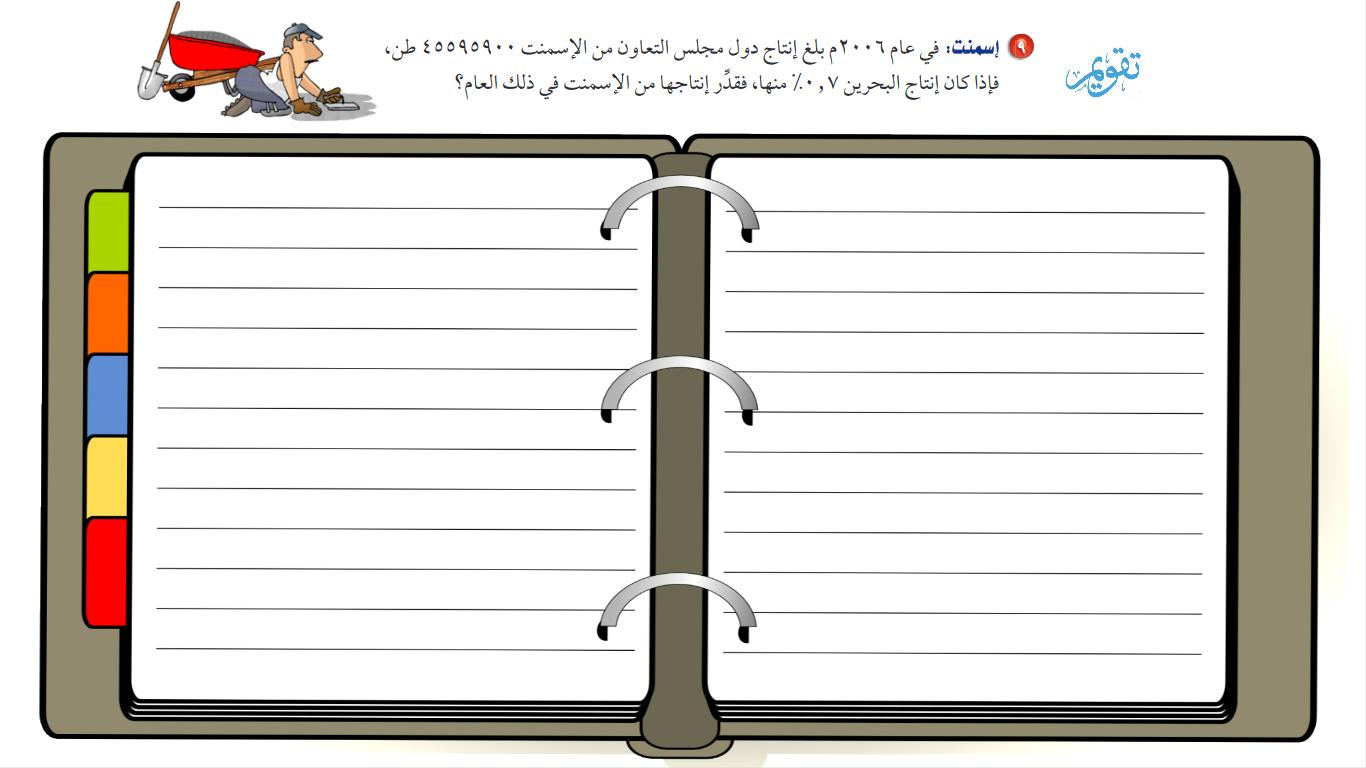 تقويم
٩ إسمنت: في عام ٢٠٠٦م بلغ إنتاج دول مجلس التعاون من الإسمنت ٤٥٥٩٥٩٠٠ طن،
فإذا كان إنتاج البحرين ٠,٧٪ منها، فقدِّر إنتاجها من الإسمنت في ذلك العام؟